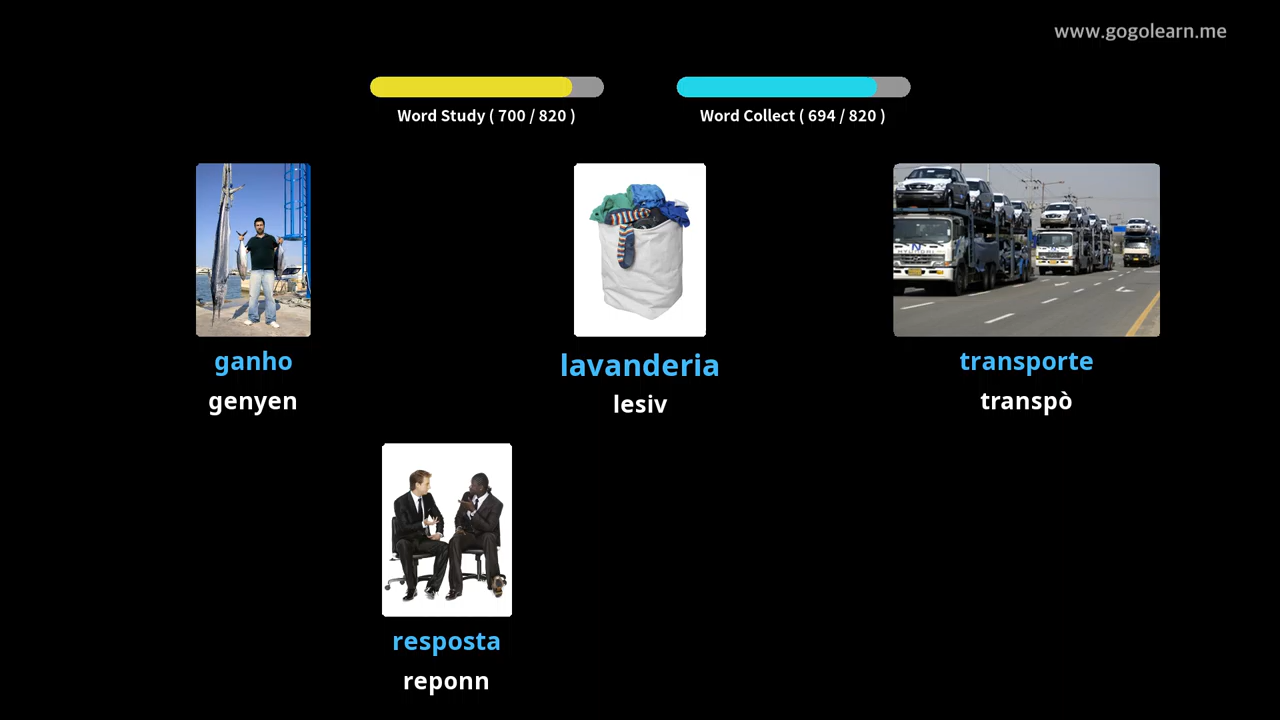 www.gogolearn.me
Word Study ( 700 / 820 )
Word Collect ( 694 / 820 )
ganho
genyen
lavanderia
lesiv
transporte
transpò
resposta
reponn